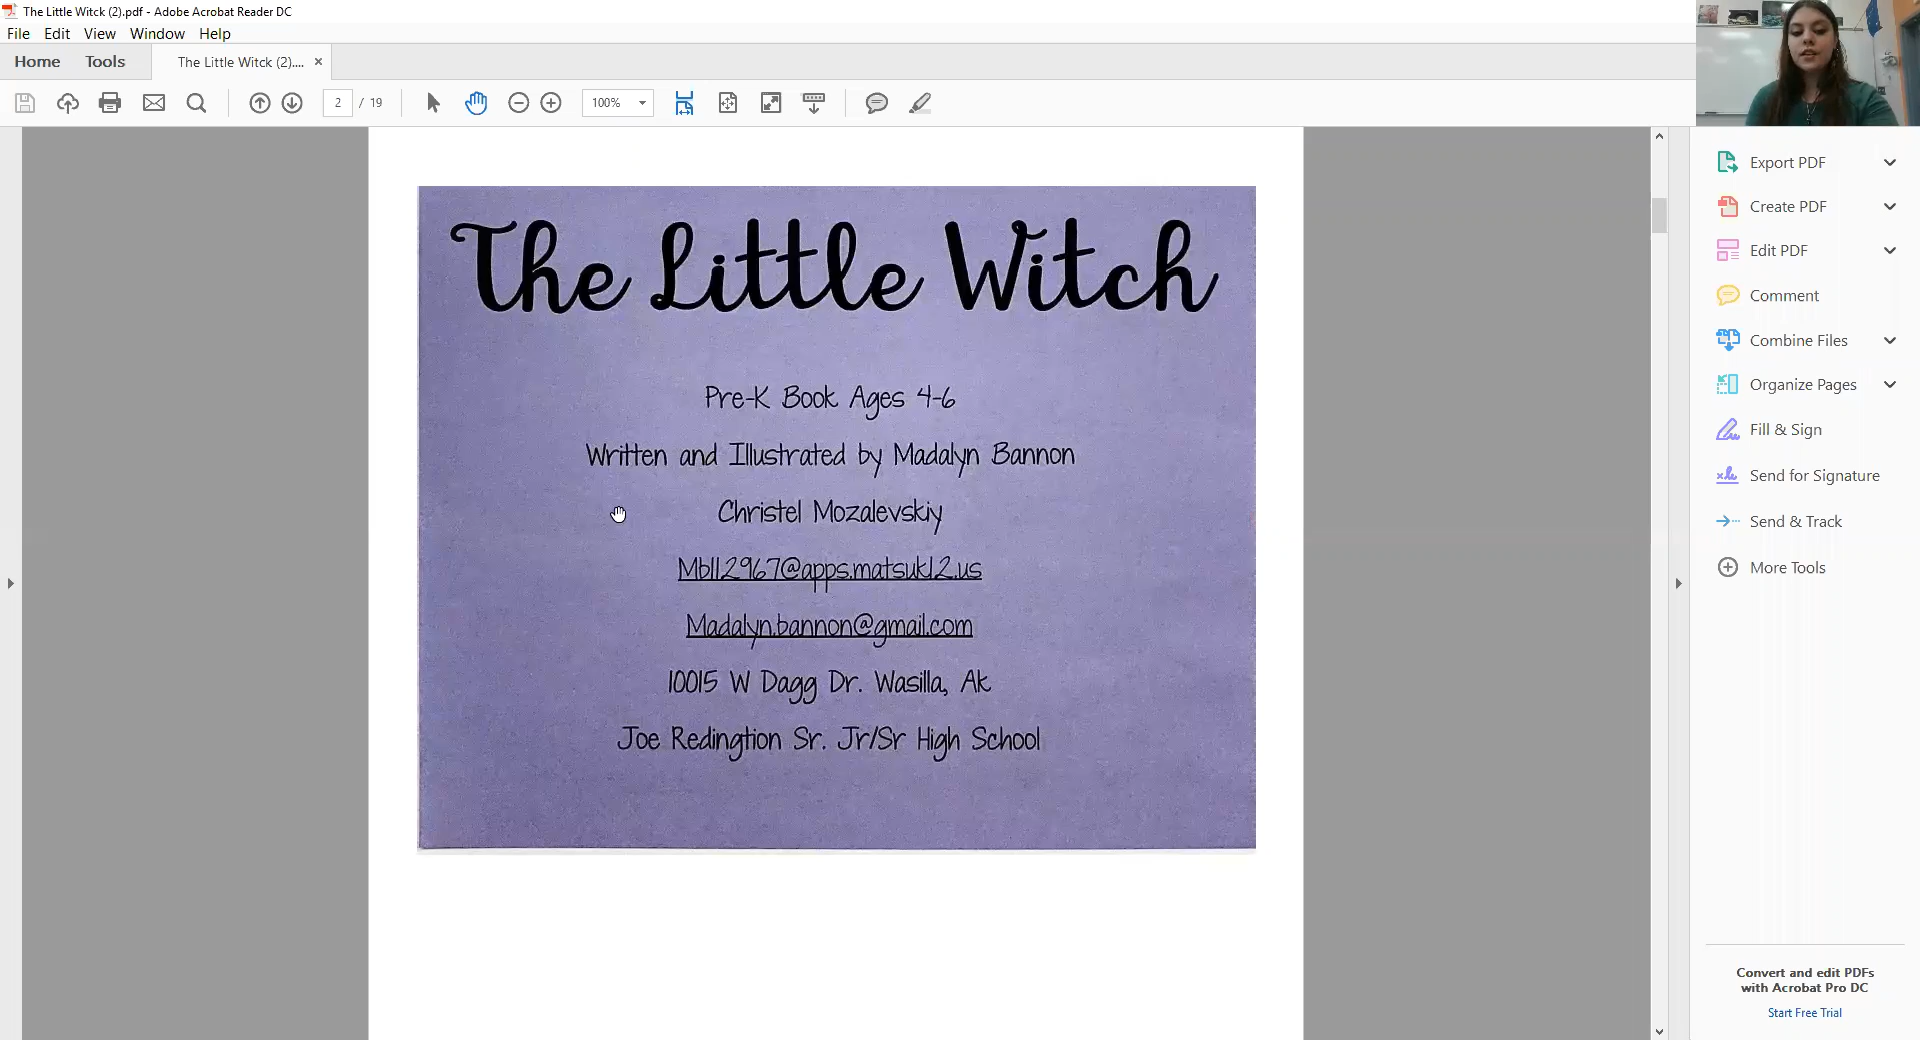 The Little Witck (2).pdf - Adobe Acrobat Reader DC
File Edit View Window Help
Home Tools The Little Witck (2)....
2 / 19 100%
The Little Witch
Pre-K Book Ages 4-6
Written and Illustrated by Madalyn Bannon
Christel Mozalevskiy
Mb112967@apps.matsuk12.us
Madalyn.bannon@gmail.com
10015 W Dagg Dr. Wasilla, Ak
Joe Redingtion Sr. Jr/Sr High School
Export PDF
Create PDF
Edit PDF
Comment
Combine Files
Organize Pages
Fill & Sign
Send for Signature
Send & Track
More Tools
Convert and edit PDFs
with Acrobat Pro DC
Start Free Trial